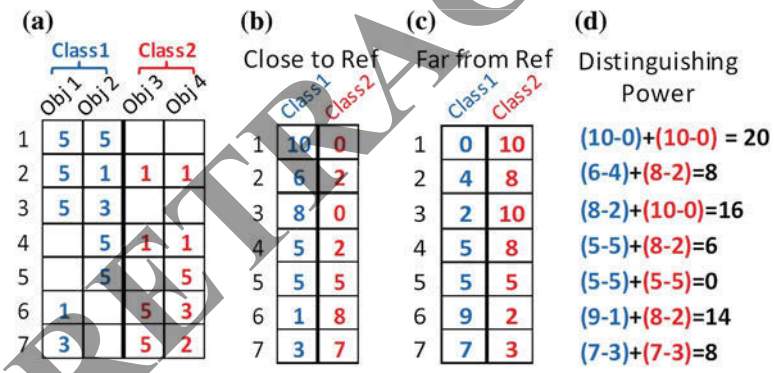 (a)
Class1 Class2
Obj 1 Obj 2 Obj 3 Obj 4
1 5 5
2 5 1 1 1
3 5 3
4 5 1 1
5 5 5
6 1 5 3
7 3 5 2
(b)
Close to Ref
Class1 Class2
1 10 0
2 6 2
3 8 0
4 5 2
5 5 5
6 1 8
7 3 7
(c)
Far from Ref
Class1 Class2
1 0 10
2 4 8
3 2 10
4 5 8
5 5 5
6 9 2
7 7 3
(d)
Distinguishing
Power
(10-0)+(10-0) = 20
(6-4)+(8-2)=8
(8-2)+(10-0)=16
(5-5)+(8-2)=6
(5-5)+(5-5)=0
(9-1)+(8-2)=14
(7-3)+(7-3)=8
RETRAC